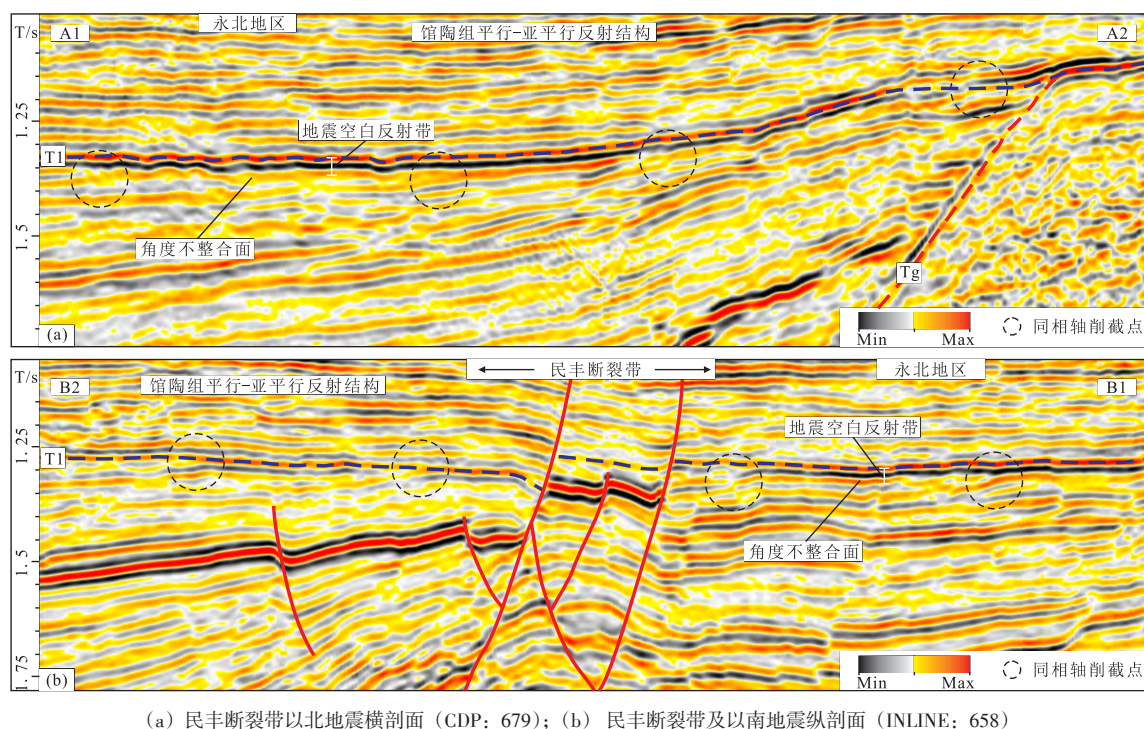 T/s A1 永北地区 馆陶组平行-亚平行反射结构 A2
1.25
地震空白反射带
T1
角度不整合面
1.5
Tg
Min Max 同相轴削截点
(a)
T/s B2 馆陶组平行-亚平行反射结构 民丰断裂带 永北地区 B1
1.25
地震空白反射带
T1
角度不整合面
1.5
1.75
Min Max 同相轴削截点
(b)
(a) 民丰断裂带以北地震横剖面(CDP: 679); (b) 民丰断裂带及以南地震纵剖面(INLINE: 658)